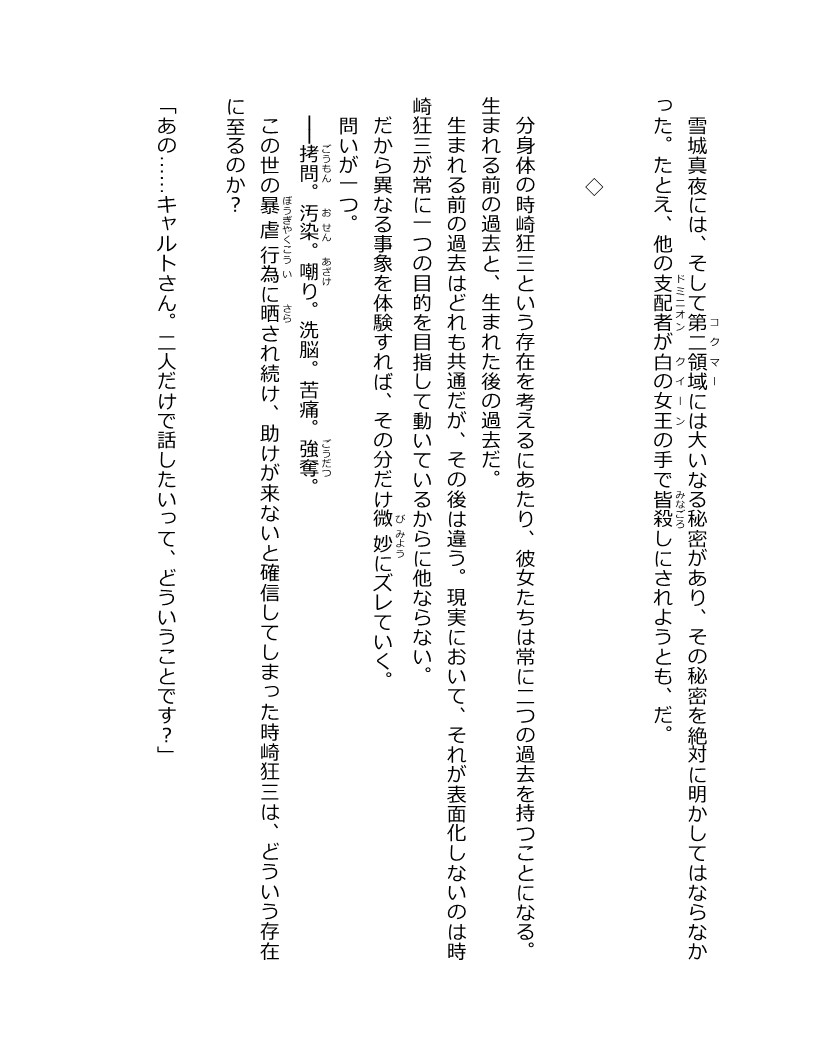 雪城真夜には、そして第二領域には大いなる秘密があり、その秘密を絶対に明かしてはならなか
った。たとえ、他の支配者が白の女王の手で皆殺しにされようとも、だ。
◇
分身体の時崎狂三という存在を考えるにあたり、彼女たちは常に二つの過去を持つことになる。
生まれる前の過去と、生まれた後の過去だ。
生まれる前の過去はどれも共通だが、その後は違う。現実において、それが表面化しないのは時
崎狂三が常に一つの目的を目指して動いているからに他ならない。
だから異なる事象を体験すれば、その分だけ微妙にズレていく。
問いが一つ。
──拷問。汚染。嘲り。洗脳。苦痛。強奪。
この世の暴虐行為に晒され続け、助けが来ないと確信してしまった時崎狂三は、どういう存在
に至るのか？
「あの……キャルトさん。二人だけで話したいって、どういうことです？」